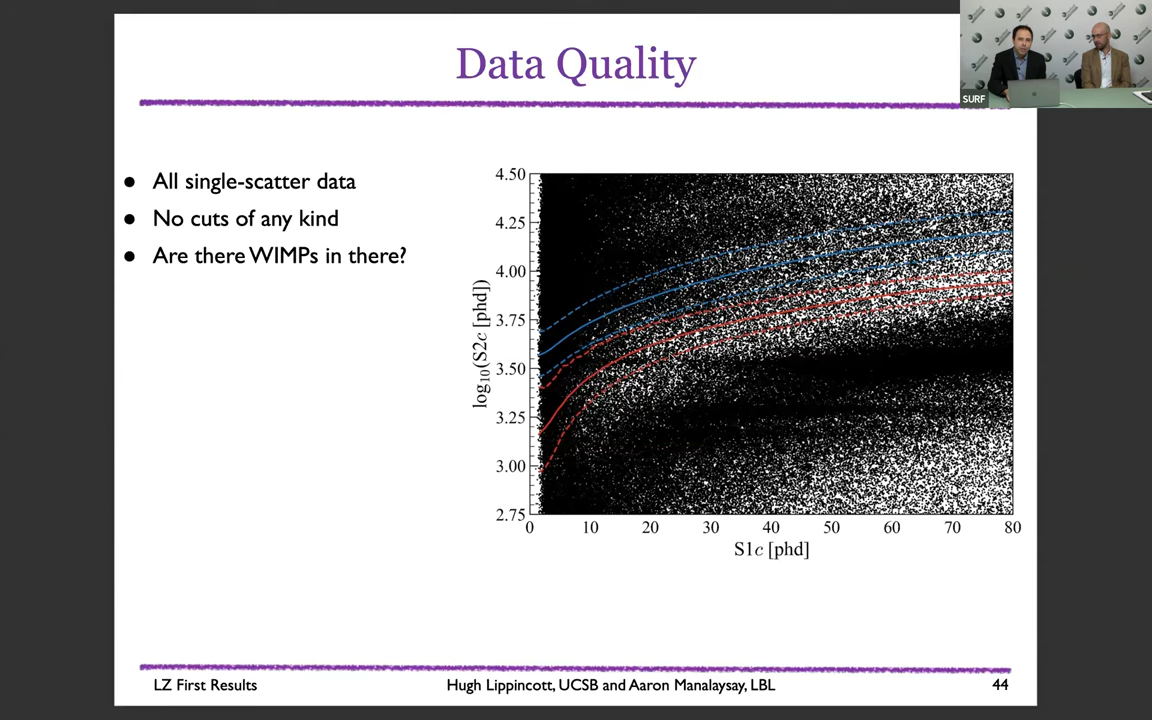 Data Quality
SURF
● All single-scatter data
● No cuts of any kind
● Are there WIMPs in there?
log₁₀(S2c [phd])
4.50
4.25
4.00
3.75
3.50
3.25
3.00
2.75
0 10 20 30 40 50 60 70 80
S1c [phd]
LZ First Results
Hugh Lippincott, UCSB and Aaron Manalaysay, LBL
44